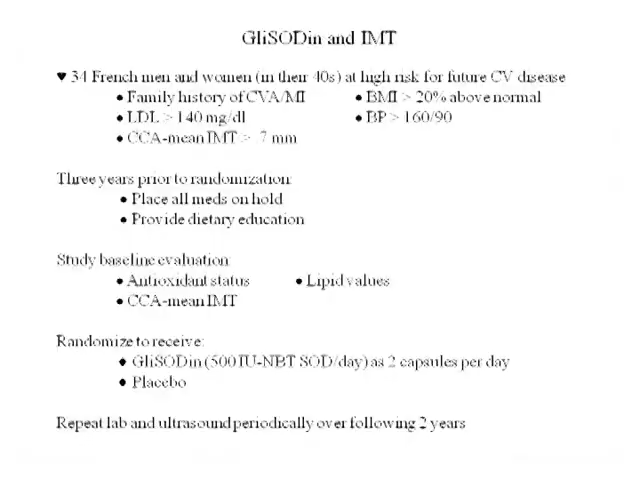 GliSODin and IMT
♥ 34 French men and women (in their 40s) at high risk for future CV disease
• Family history of CVA/MI • BMI > 20% above normal
• LDL > 140 mg/dl • BP > 160/90
• CCA-mean IMT > .7 mm
Three years prior to randomization:
• Place all meds on hold
• Provide dietary education
Study baseline evaluation
• Antioxidant status • Lipid values
• CCA-mean IMT
Randomize to receive:
• GliSODin (500 IU-NBT SOD/day) as 2 capsules per day
• Placebo
Repeat lab and ultrasound periodically over following 2 years